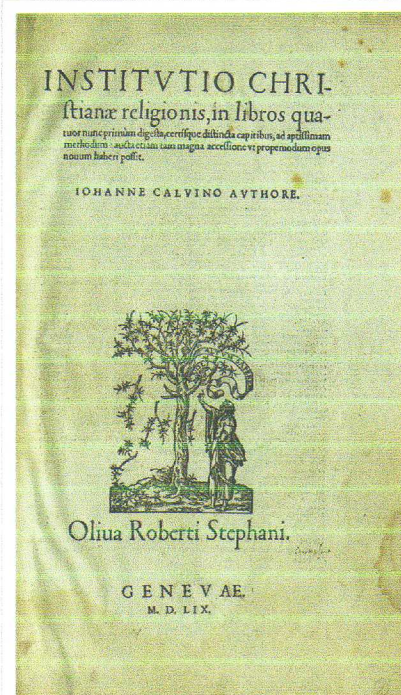 INSTITVTIO CHRI-
stianæ religionis, in libros qua-
tuor nunc primùm digesta, certísque distincta capitibus, ad aptissimam
methodum: aucta etiam tam magna accessione vt propemodum opus
nouum haberi possit.
IOHANNE CALVINO AVTHORE.
Oliua Roberti Stephani.
GENEVAE.
M. D. LIX.